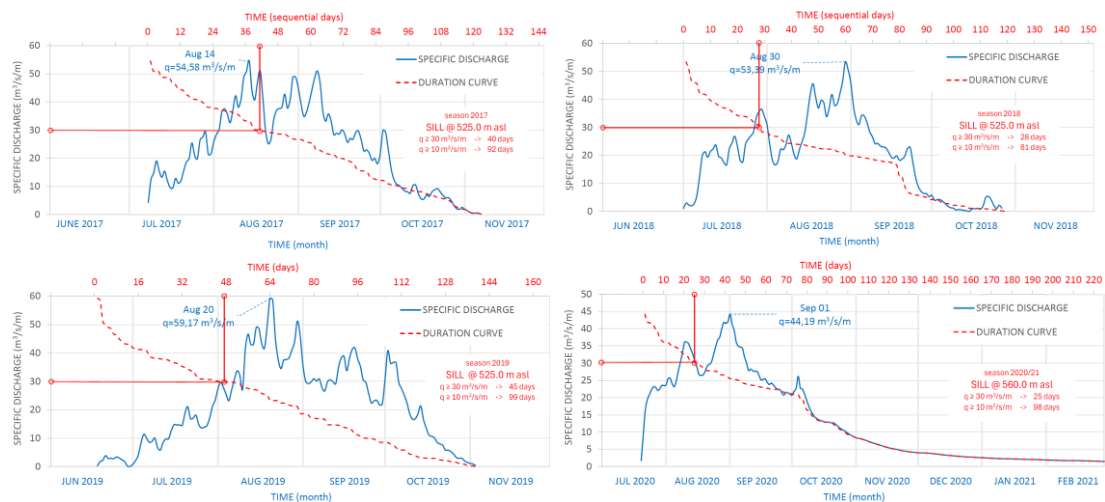 TIME (sequential days)
0 12 24 36 48 60 72 84 96 108 120 132 144
60
50
40
30
20
10
0
SPECIFIC DISCHARGE (m³/s/m)
Aug 14
q=54,58 m³/s/m
SPECIFIC DISCHARGE
DURATION CURVE
season 2017
SILL @ 525.0 m asl
q ≥ 30 m³/s/m -> 40 days
q ≥ 10 m³/s/m -> 92 days
JUNE 2017 JUL 2017 AUG 2017 SEP 2017 OCT 2017 NOV 2017
TIME (month)
TIME (sequential days)
0 10 20 30 40 50 60 70 80 90 100 110 120
60
50
40
30
20
10
0
SPECIFIC DISCHARGE (m³/s/m)
Aug 30
q=53,39 m³/s/m
SPECIFIC DISCHARGE
DURATION CURVE
season 2018
SILL @ 525.0 m asl
q ≥ 30 m³/s/m -> 28 days
q ≥ 10 m³/s/m -> 81 days
JUN 2018 JUL 2018 AUG 2018 SEP 2018 OCT 2018 NOV 2018
TIME (month)
TIME (days)
0 16 32 48 64 80 96 112 128 144 160
60
50
40
30
20
10
0
SPECIFIC DISCHARGE (m³/s/m)
Aug 20
q=59,17 m³/s/m
SPECIFIC DISCHARGE
DURATION CURVE
season 2019
SILL @ 525.0 m asl
q ≥ 30 m³/s/m -> 45 days
q ≥ 10 m³/s/m -> 99 days
JUN 2019 JUL 2019 AUG 2019 SEP 2019 OCT 2019 NOV 2019
TIME (month)
TIME (days)
0 10 20 30 40 50 60 70 80 90 100 110 120 130 140 150 160 170 180 190 200 210 220
50
45
40
35
30
25
20
15
10
5
0
SPECIFIC DISCHARGE (m³/s/m)
Sep 01
q=44,19 m³/s/m
SPECIFIC DISCHARGE
DURATION CURVE
season 2020/21
SILL @ 560.0 m asl
q ≥ 30 m³/s/m -> 25 days
q ≥ 10 m³/s/m -> 98 days
JUL 2020 AUG 2020 SEP 2020 OCT 2020 NOV 2020 DEC 2020 JAN 2021 FEB 2021
TIME (month)